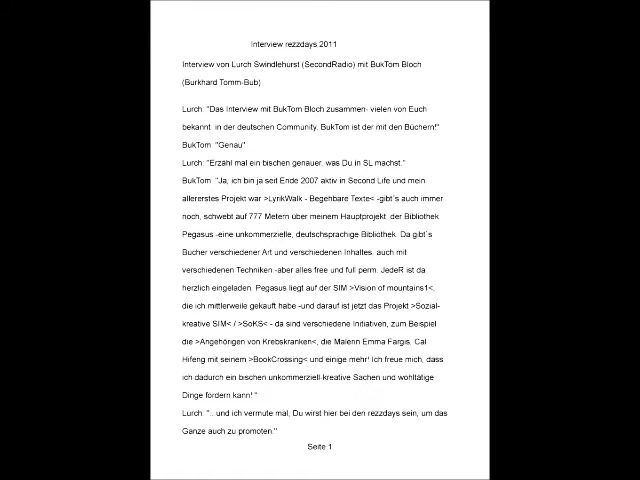 Interview rezzdays 2011
Interview von Lurch Swindlehurst (SecondRadio) mit BukTom Bloch
(Burkhard Tomm-Bub)
Lurch: "Das Interview mit BukTom Bloch zusammen- vielen von Euch
bekannt in der deutschen Community. BukTom ist der mit den Büchern!"
BukTom: "Genau"
Lurch: "Erzähl mal ein bischen genauer, was Du in SL machst."
BukTom: "Ja, ich bin ja seit Ende 2007 aktiv in Second Life und mein
allererstes Projekt war >LyrikWalk - Begehbare Texte< -gibt´s auch immer
noch, schwebt auf 777 Metern über meinem Hauptprojekt: der Bibliothek
Pegasus -eine unkommerzielle, deutschsprachige Bibliothek. Da gibt´s
Bücher verschiedener Art und verschiedenen Inhaltes, auch mit
verschiedenen Techniken -aber alles free und full perm. JedeR ist da
herzlich eingeladen. Pegasus liegt auf der SIM >Vision of mountains1<,
die ich mittlerweile gekauft habe -und darauf ist jetzt das Projekt >Sozial-
kreative SIM< / >SoKS< - da sind verschiedene Initiativen, zum Beispiel
die >Angehörigen von Krebskranken<, die Malerin Emma Fargis, Cal
Hifeng mit seinem >BookCrossing< und einige mehr! Ich freue mich, dass
ich dadurch ein bischen unkommerziell-kreative Sachen und wohltätige
Dinge fördern kann! "
Lurch: ".. und ich vermute mal, Du wirst hier bei den rezzdays sein, um das
Ganze auch zu promoten."
Seite 1